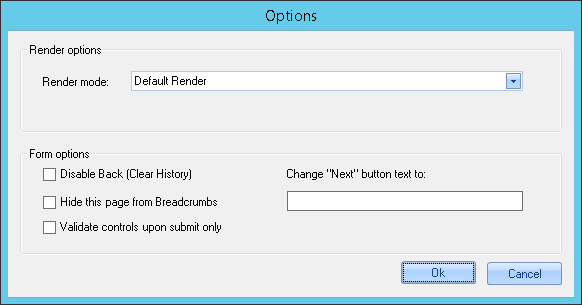 Options
Render options
Render mode: Default Render
Form options
Disable Back (Clear History) Change "Next" button text to:
Hide this page from Breadcrumbs
Validate controls upon submit only
Ok Cancel